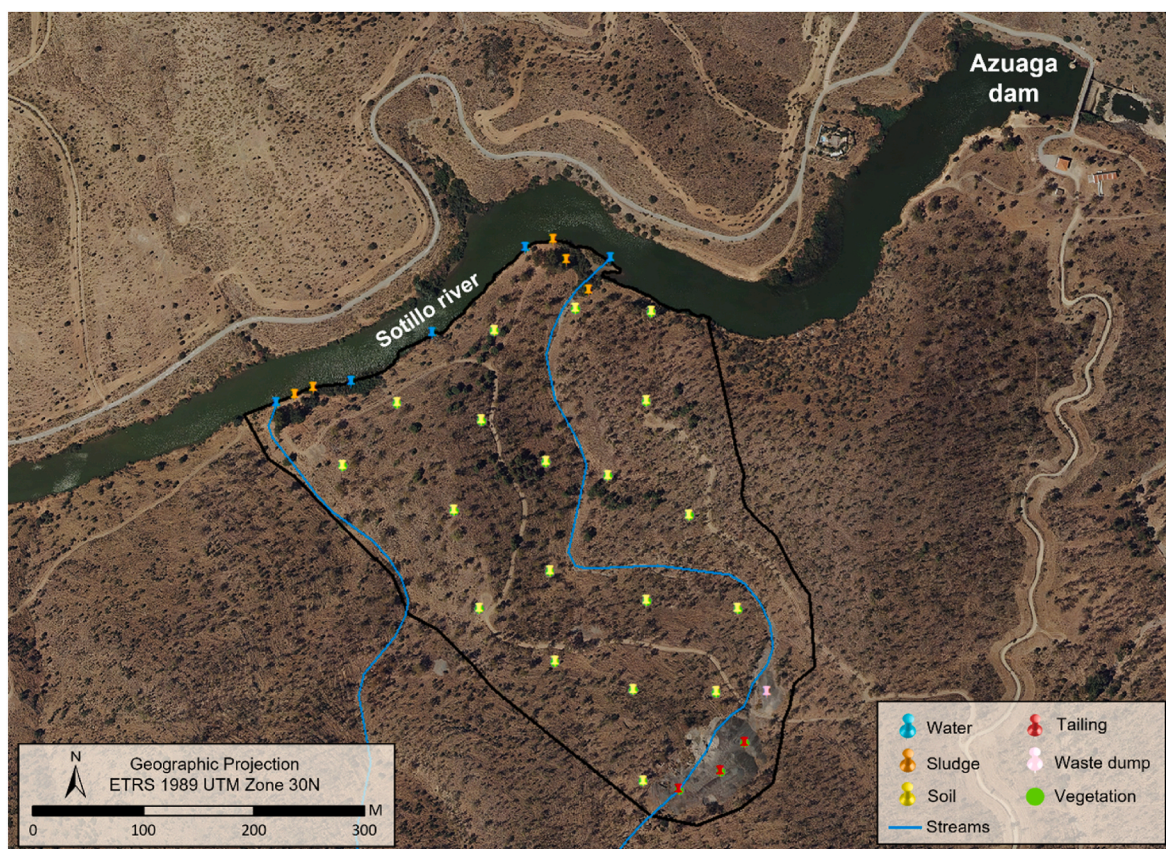 Azuaga
dam
Sotillo river
N
Geographic Projection
ETRS 1989 UTM Zone 30N
M
0 100 200 300
Water
Tailing
Sludge
Waste dump
Soil
Vegetation
Streams